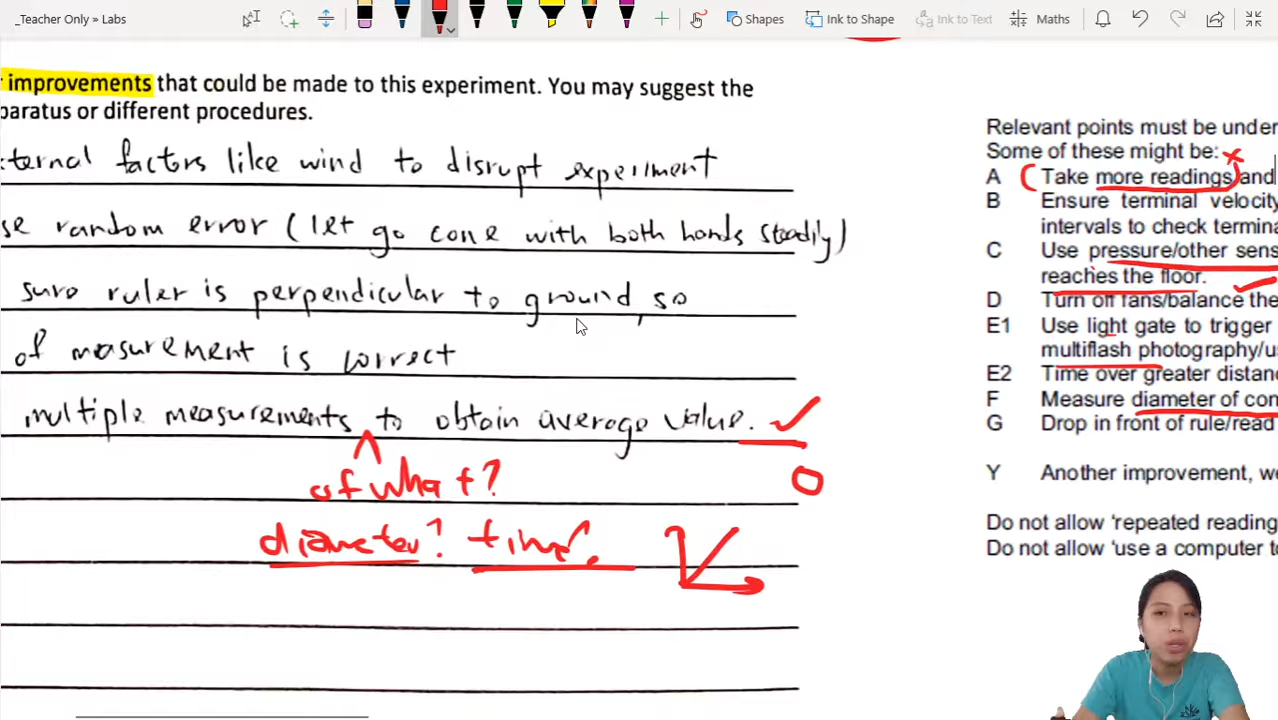 _Teacher Only » Labs
Shapes
Ink to Shape
Ink to Text
Maths
improvements that could be made to this experiment. You may suggest the
paratus or different procedures.
ternal factors like wind to disrupt experiment
se random error (let go cone with both hands steadily)
sure ruler is perpendicular to ground, so
of measurement is correct
multiple measurements to obtain average value.
of what?
diameter? time?
Relevant points must be under
Some of these might be:
A (Take more readings) and
B Ensure terminal velocity
intervals to check termina
C Use pressure/other sens
reaches the floor.
D Turn off fans/balance the
E1 Use light gate to trigger
multiflash photography/u
E2 Time over greater distan
F Measure diameter of con
G Drop in front of rule/read
Y Another improvement, we
Do not allow 'repeated reading
Do not allow 'use a computer t